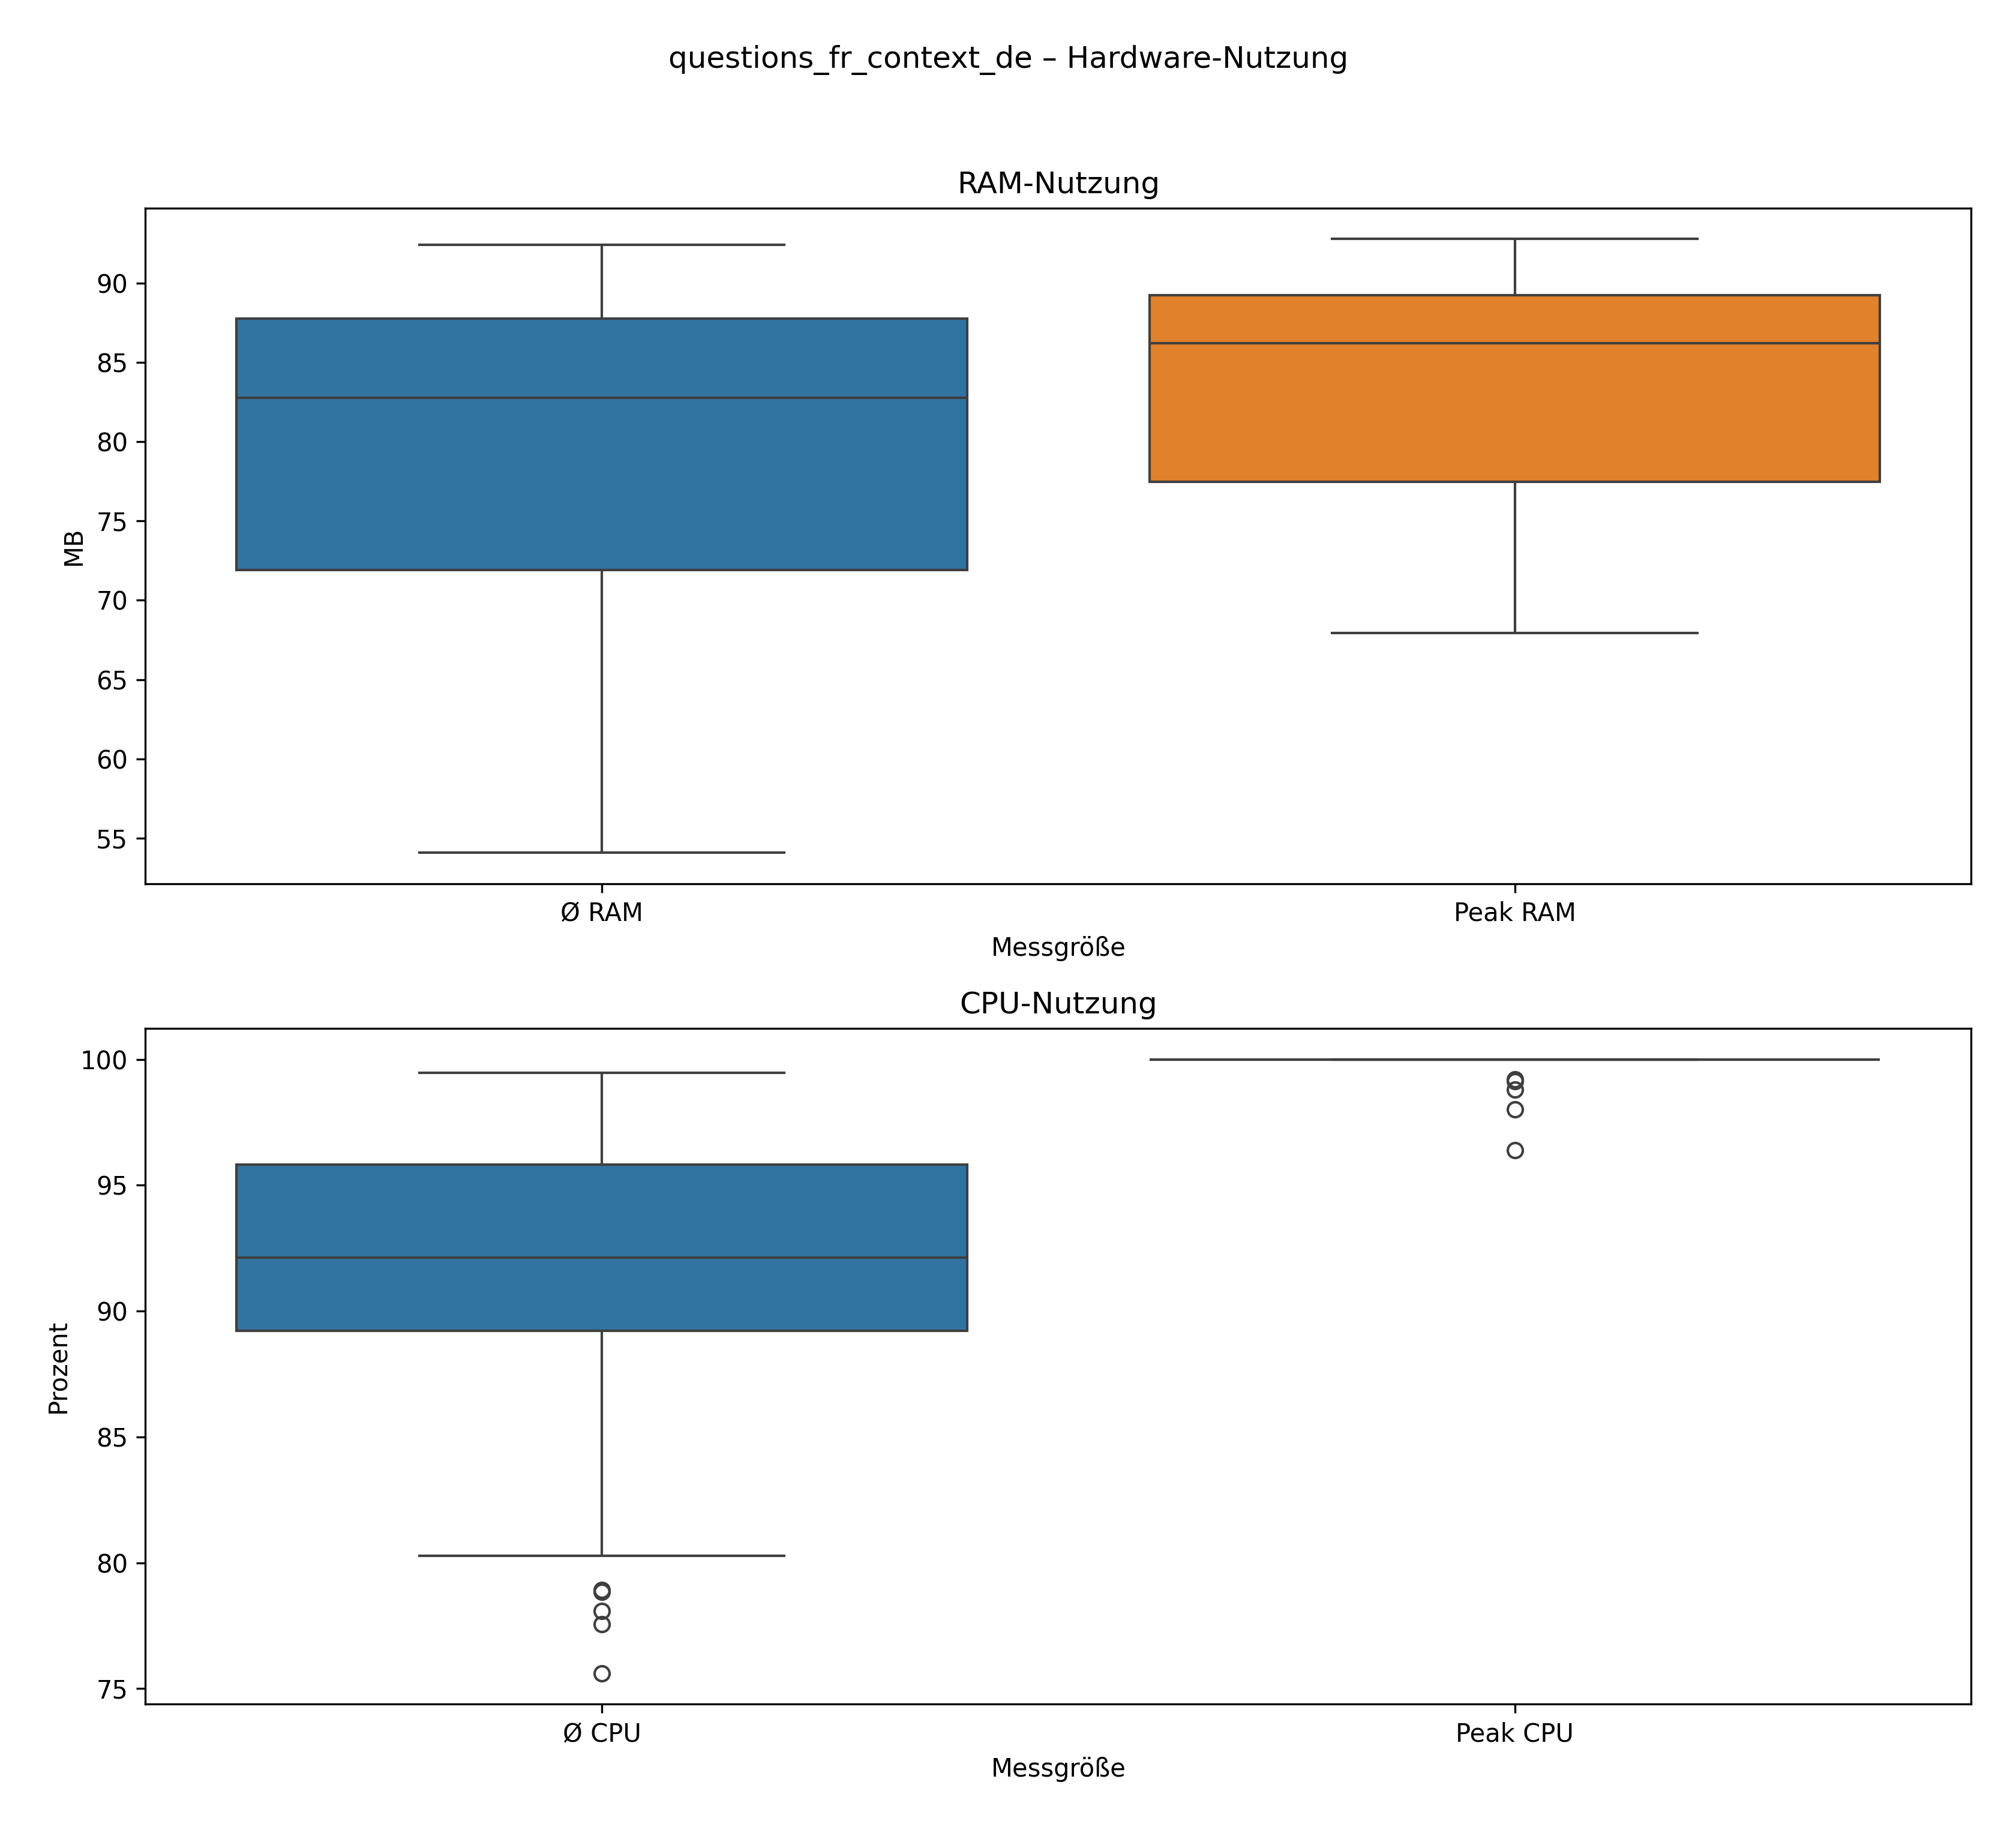 questions_fr_context_de – Hardware-Nutzung
RAM-Nutzung
90
85
80
75
70
65
60
55
MB
Ø RAM
Peak RAM
Messgröße
CPU-Nutzung
100
95
90
85
80
75
Prozent
Ø CPU
Peak CPU
Messgröße